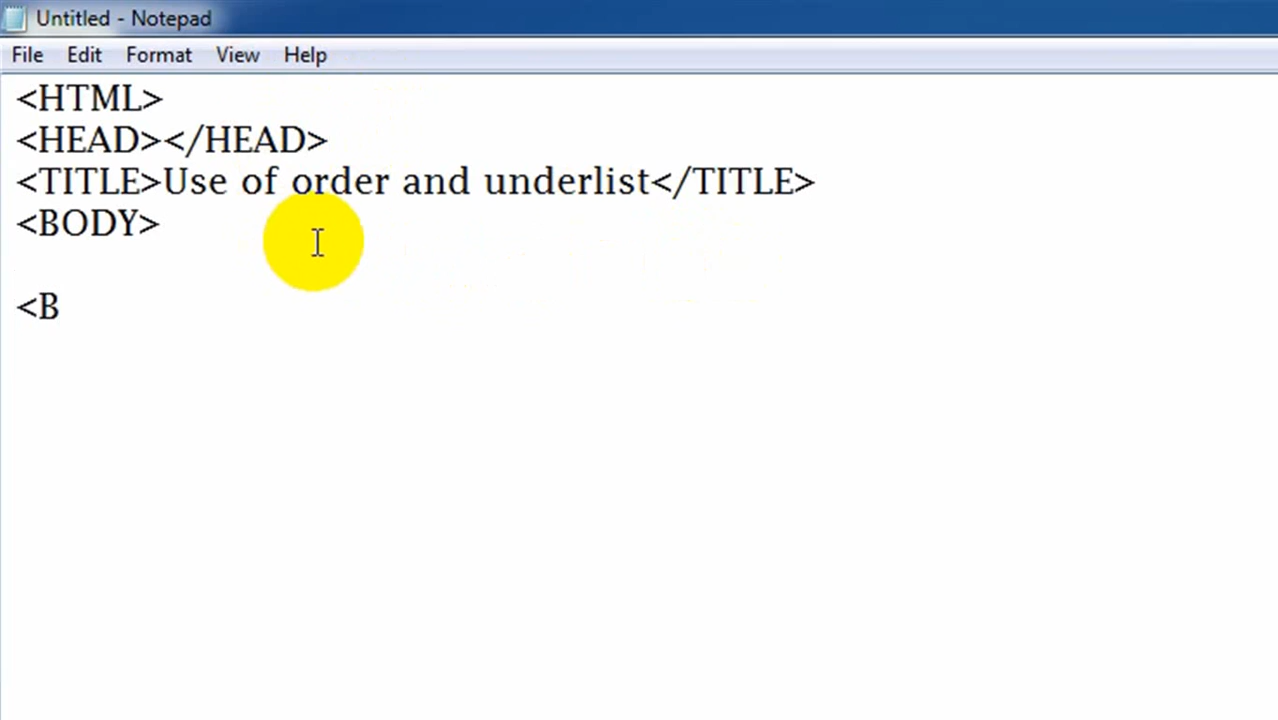 Untitled - Notepad
File Edit Format View Help
<HTML>
<HEAD></HEAD>
<TITLE>Use of order and underlist</TITLE>
<BODY>
<B